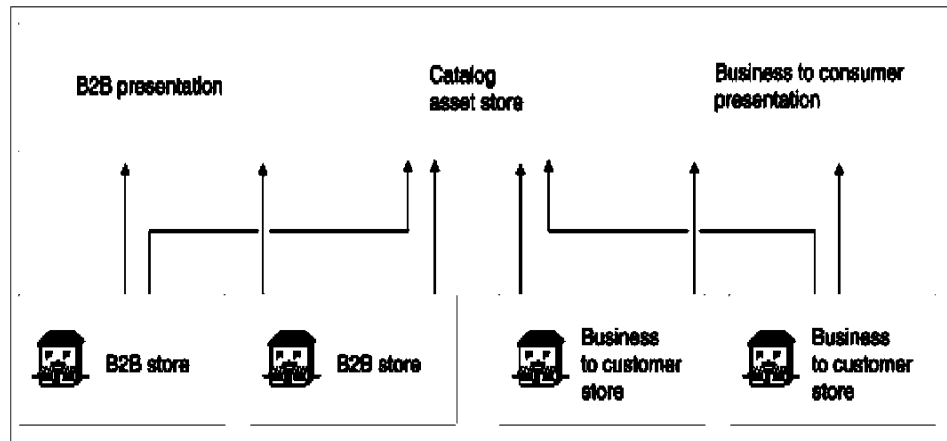 B2B presentation
Catalog
asset store
Business to consumer
presentation
B2B store
B2B store
Business
to customer
store
Business
to customer
store